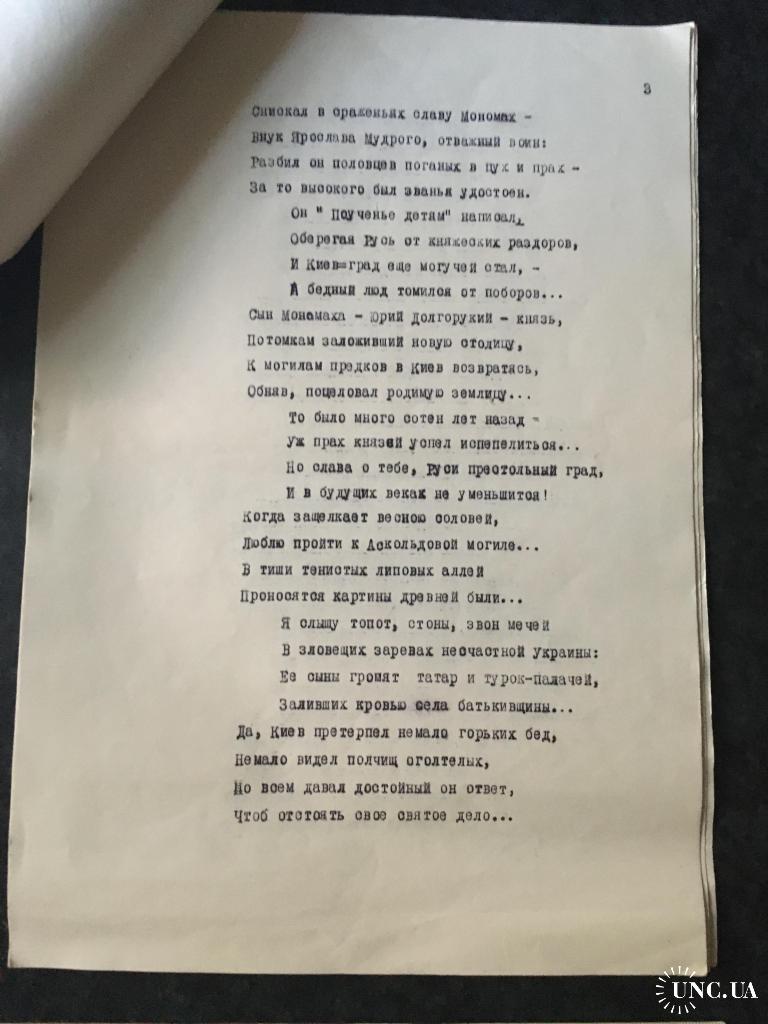 3
Снискал в сраженьях славу Мономах -
Внук Ярослава Мудрого, отважный воин:
Разбил он половцев поганых в пух и прах -
За то высокого был званья удостоен.
Он " Поученье детям" написал,
Оберегая Русь от княжеских раздоров,
И Киев-град еще могучей стал, -
А бедный люд томился от поборов...
Сын Мономаха - Юрий Долгорукий - князь,
Потомкам заложивший новую столицу,
К могилам предков в Киев возвратясь,
Обняв, поцеловал родимую землицу...
То было много сотен лет назад -
Уж прах князей успел испепелиться...
Но слава о тебе, Руси престольный град,
И в будущих веках не уменьшится!
Когда защелкает весною соловей,
Люблю пройти к Аскольдовой могиле...
В тиши тенистых липовых аллей
Проносятся картины древней были...
Я слышу топот, стоны, звон мечей
В зловещих заревах несчастной Украины:
Ее сыны громят татар и турок-палачей,
Заливших кровью села батькивщины...
Да, Киев претерпел немало горьких бед,
Немало видел полчищ оголтелых,
Но всем давал достойный он ответ,
Чтоб отстоять свое святое дело...
UNC.UA